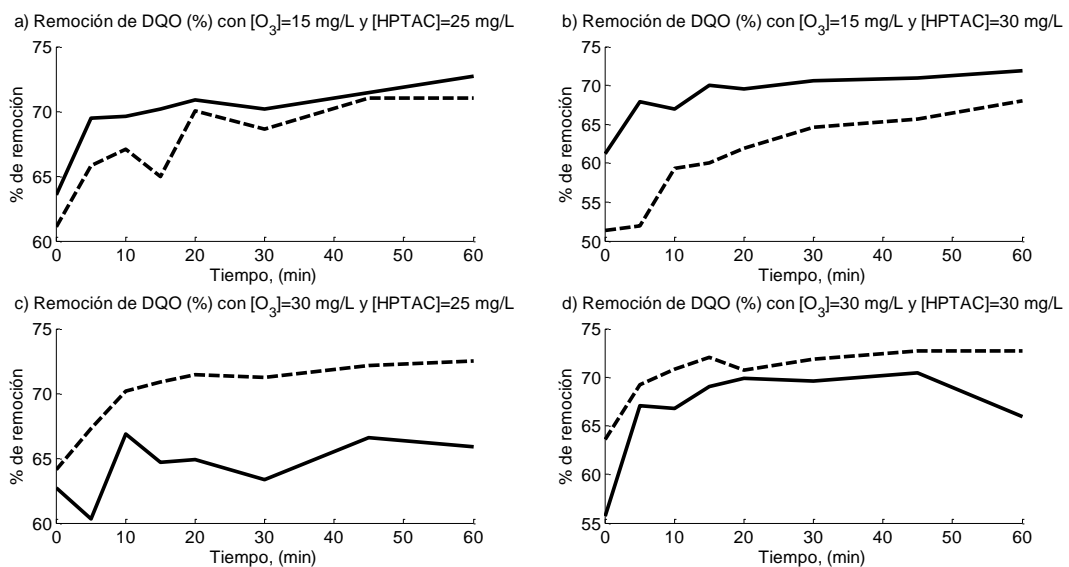 a) Remoción de DQO (%) con [O3]=15 mg/L y [HPTAC]=25 mg/L
75
70
65
60
% de remoción
0 10 20 30 40 50 60
Tiempo, (min)
b) Remoción de DQO (%) con [O3]=15 mg/L y [HPTAC]=30 mg/L
75
70
65
60
55
50
% de remoción
0 10 20 30 40 50 60
Tiempo, (min)
c) Remoción de DQO (%) con [O3]=30 mg/L y [HPTAC]=25 mg/L
75
70
65
60
% de remoción
0 10 20 30 40 50 60
Tiempo, (min)
d) Remoción de DQO (%) con [O3]=30 mg/L y [HPTAC]=30 mg/L
75
70
65
60
55
% de remoción
0 10 20 30 40 50 60
Tiempo, (min)